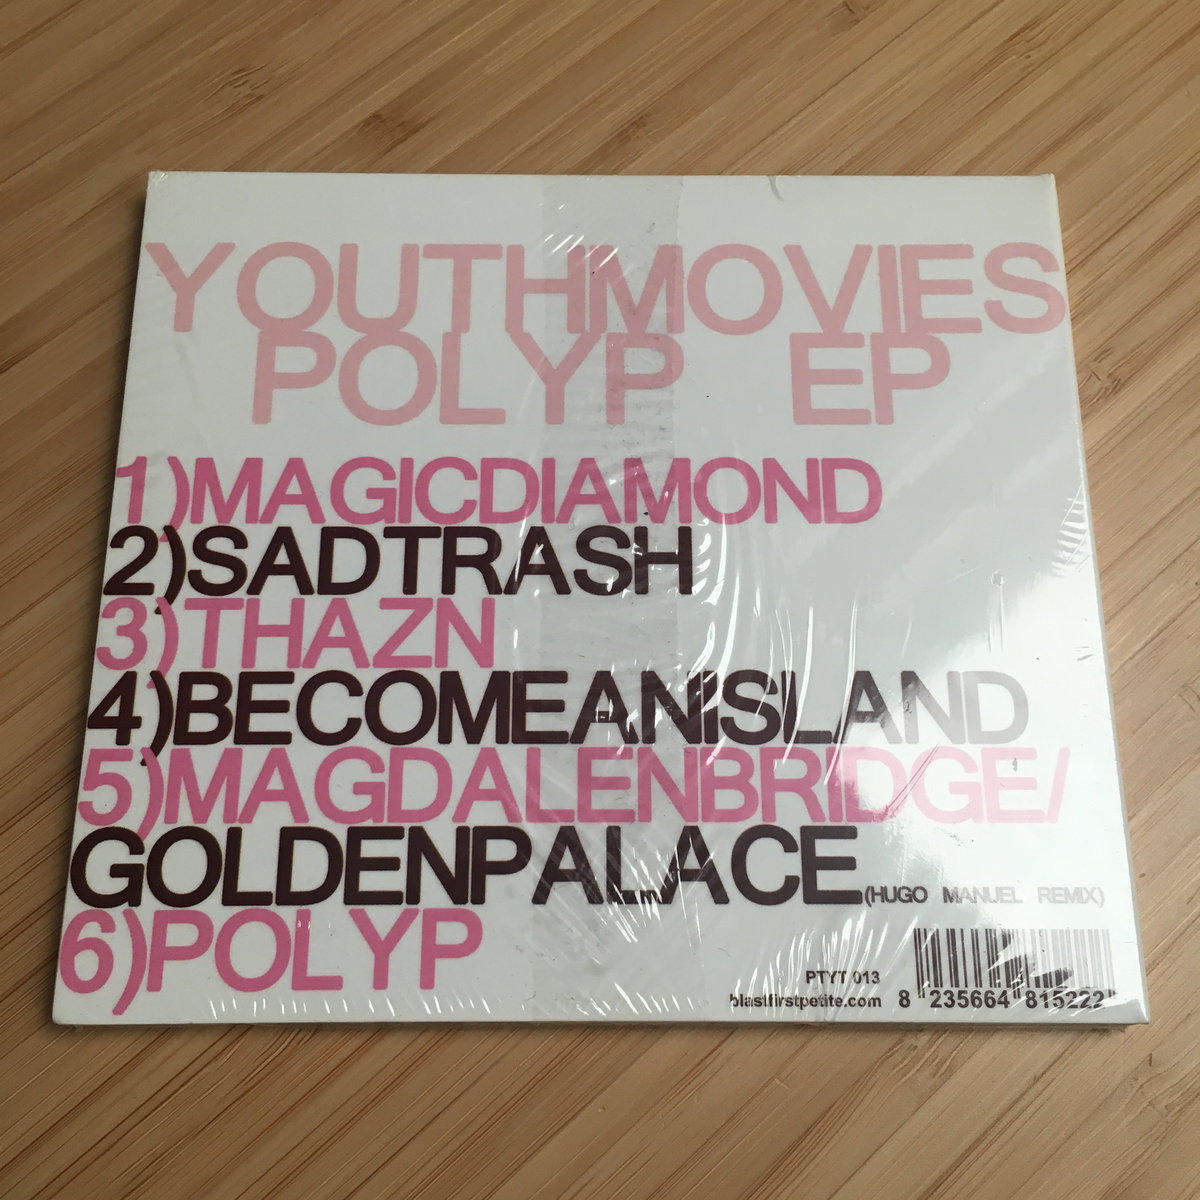 YOUTHMOVIES
POLYP EP
1)MAGICDIAMOND
2)SADTRASH
3)THAZN
4)BECOMEANISLAND
5)MAGDALENBRIDGE/
GOLDENPALACE(HUGO MANUEL REMIX)
6)POLYP
PTYT 013
blastfirstpetite.com
8 235664 815222